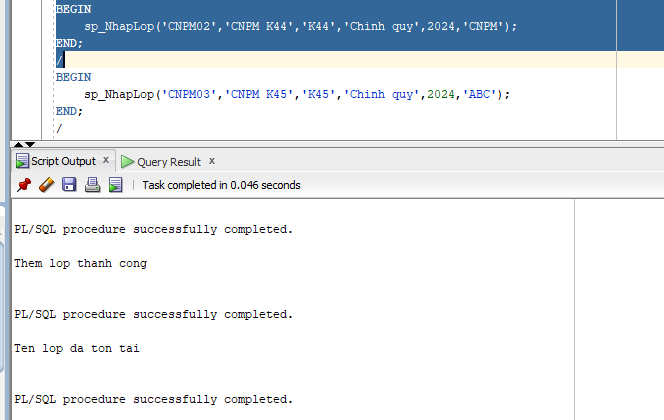 BEGIN
sp_NhapLop('CNPM02','CNPM K44','K44','Chinh quy',2024,'CNPM');
END;
/
BEGIN
sp_NhapLop('CNPM03','CNPM K45','K45','Chinh quy',2024,'ABC');
END;
/
Script Output x Query Result x
Task completed in 0.046 seconds
PL/SQL procedure successfully completed.
Them lop thanh cong
PL/SQL procedure successfully completed.
Ten lop da ton tai
PL/SQL procedure successfully completed.